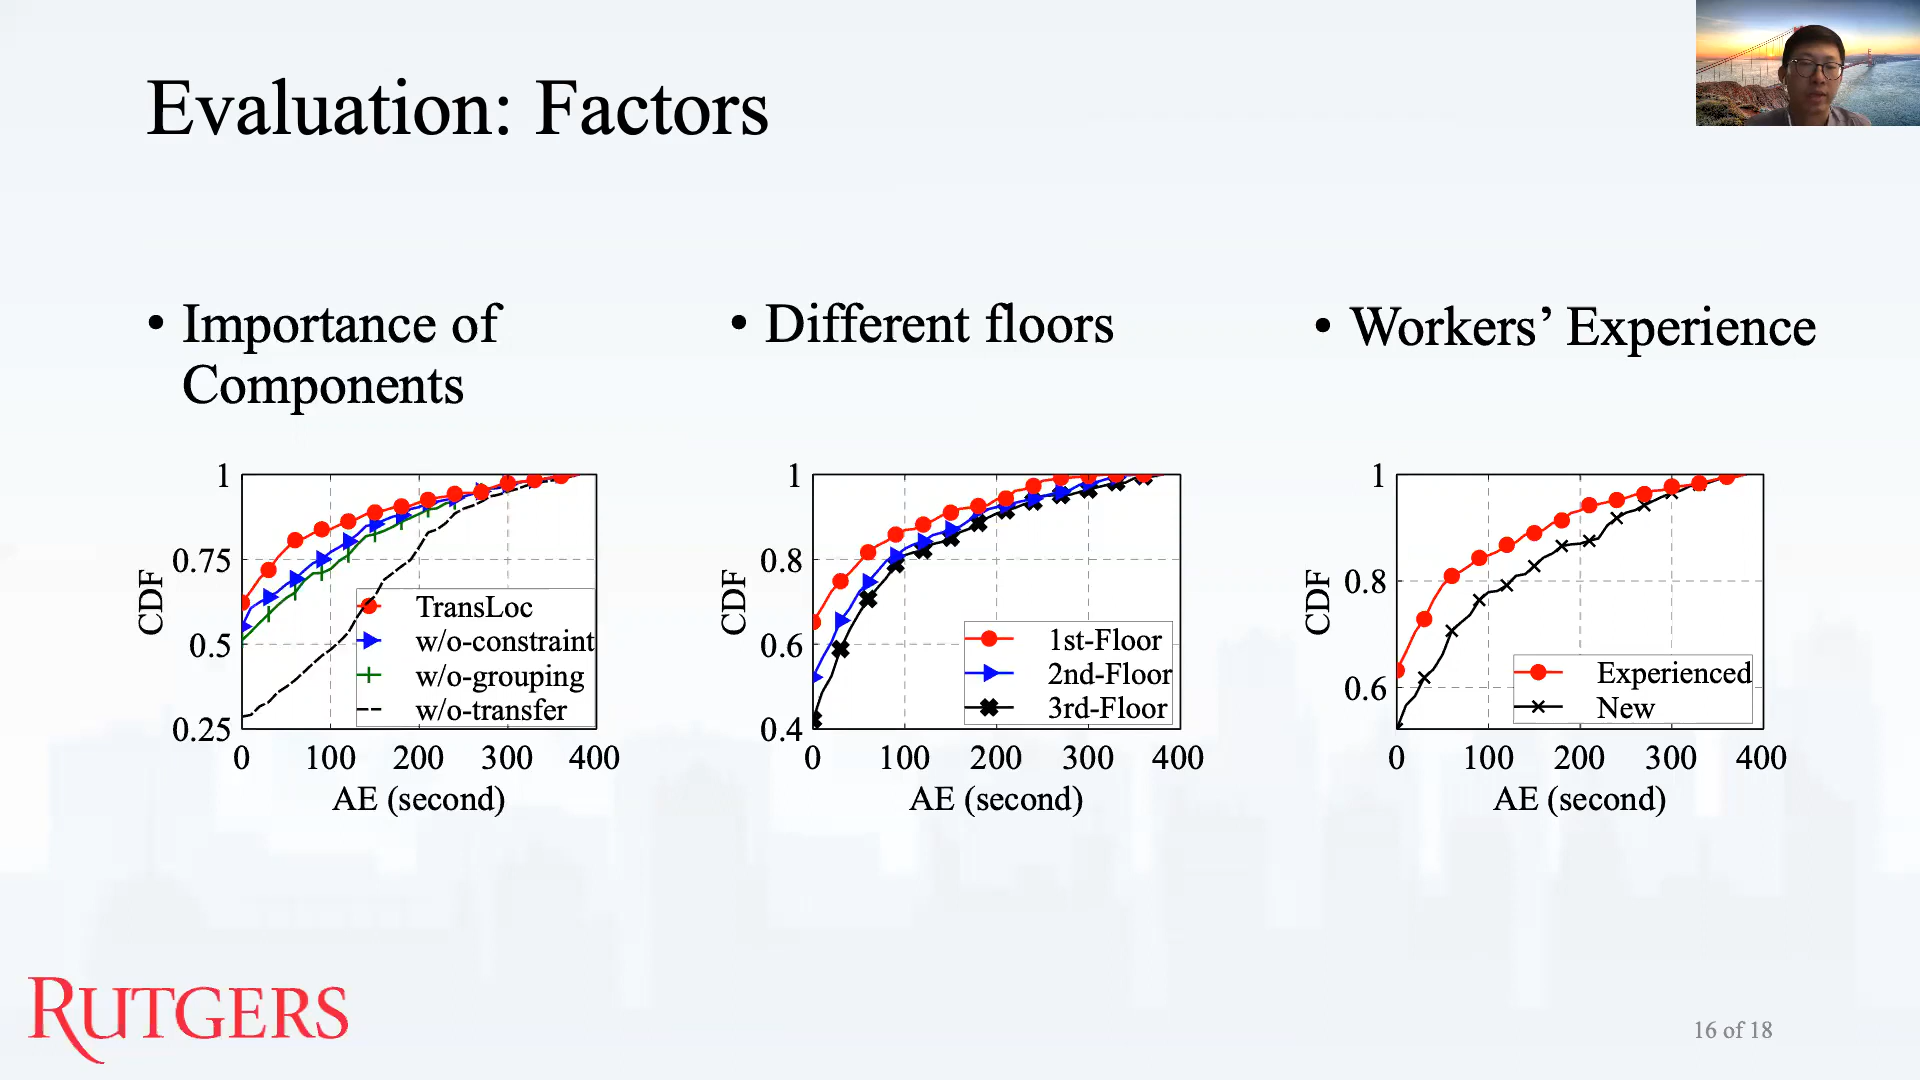 Evaluation: Factors
• Importance of
Components
• Different floors
• Workers’ Experience
1
0.75
0.5
0.25
CDF
0
100
200
300
400
AE (second)
TransLoc
w/o-constraint
w/o-grouping
w/o-transfer
1
0.8
0.6
0.4
CDF
0
100
200
300
400
AE (second)
1st-Floor
2nd-Floor
3rd-Floor
1
0.8
0.6
CDF
0
100
200
300
400
AE (second)
Experienced
New
RUTGERS
16 of 18